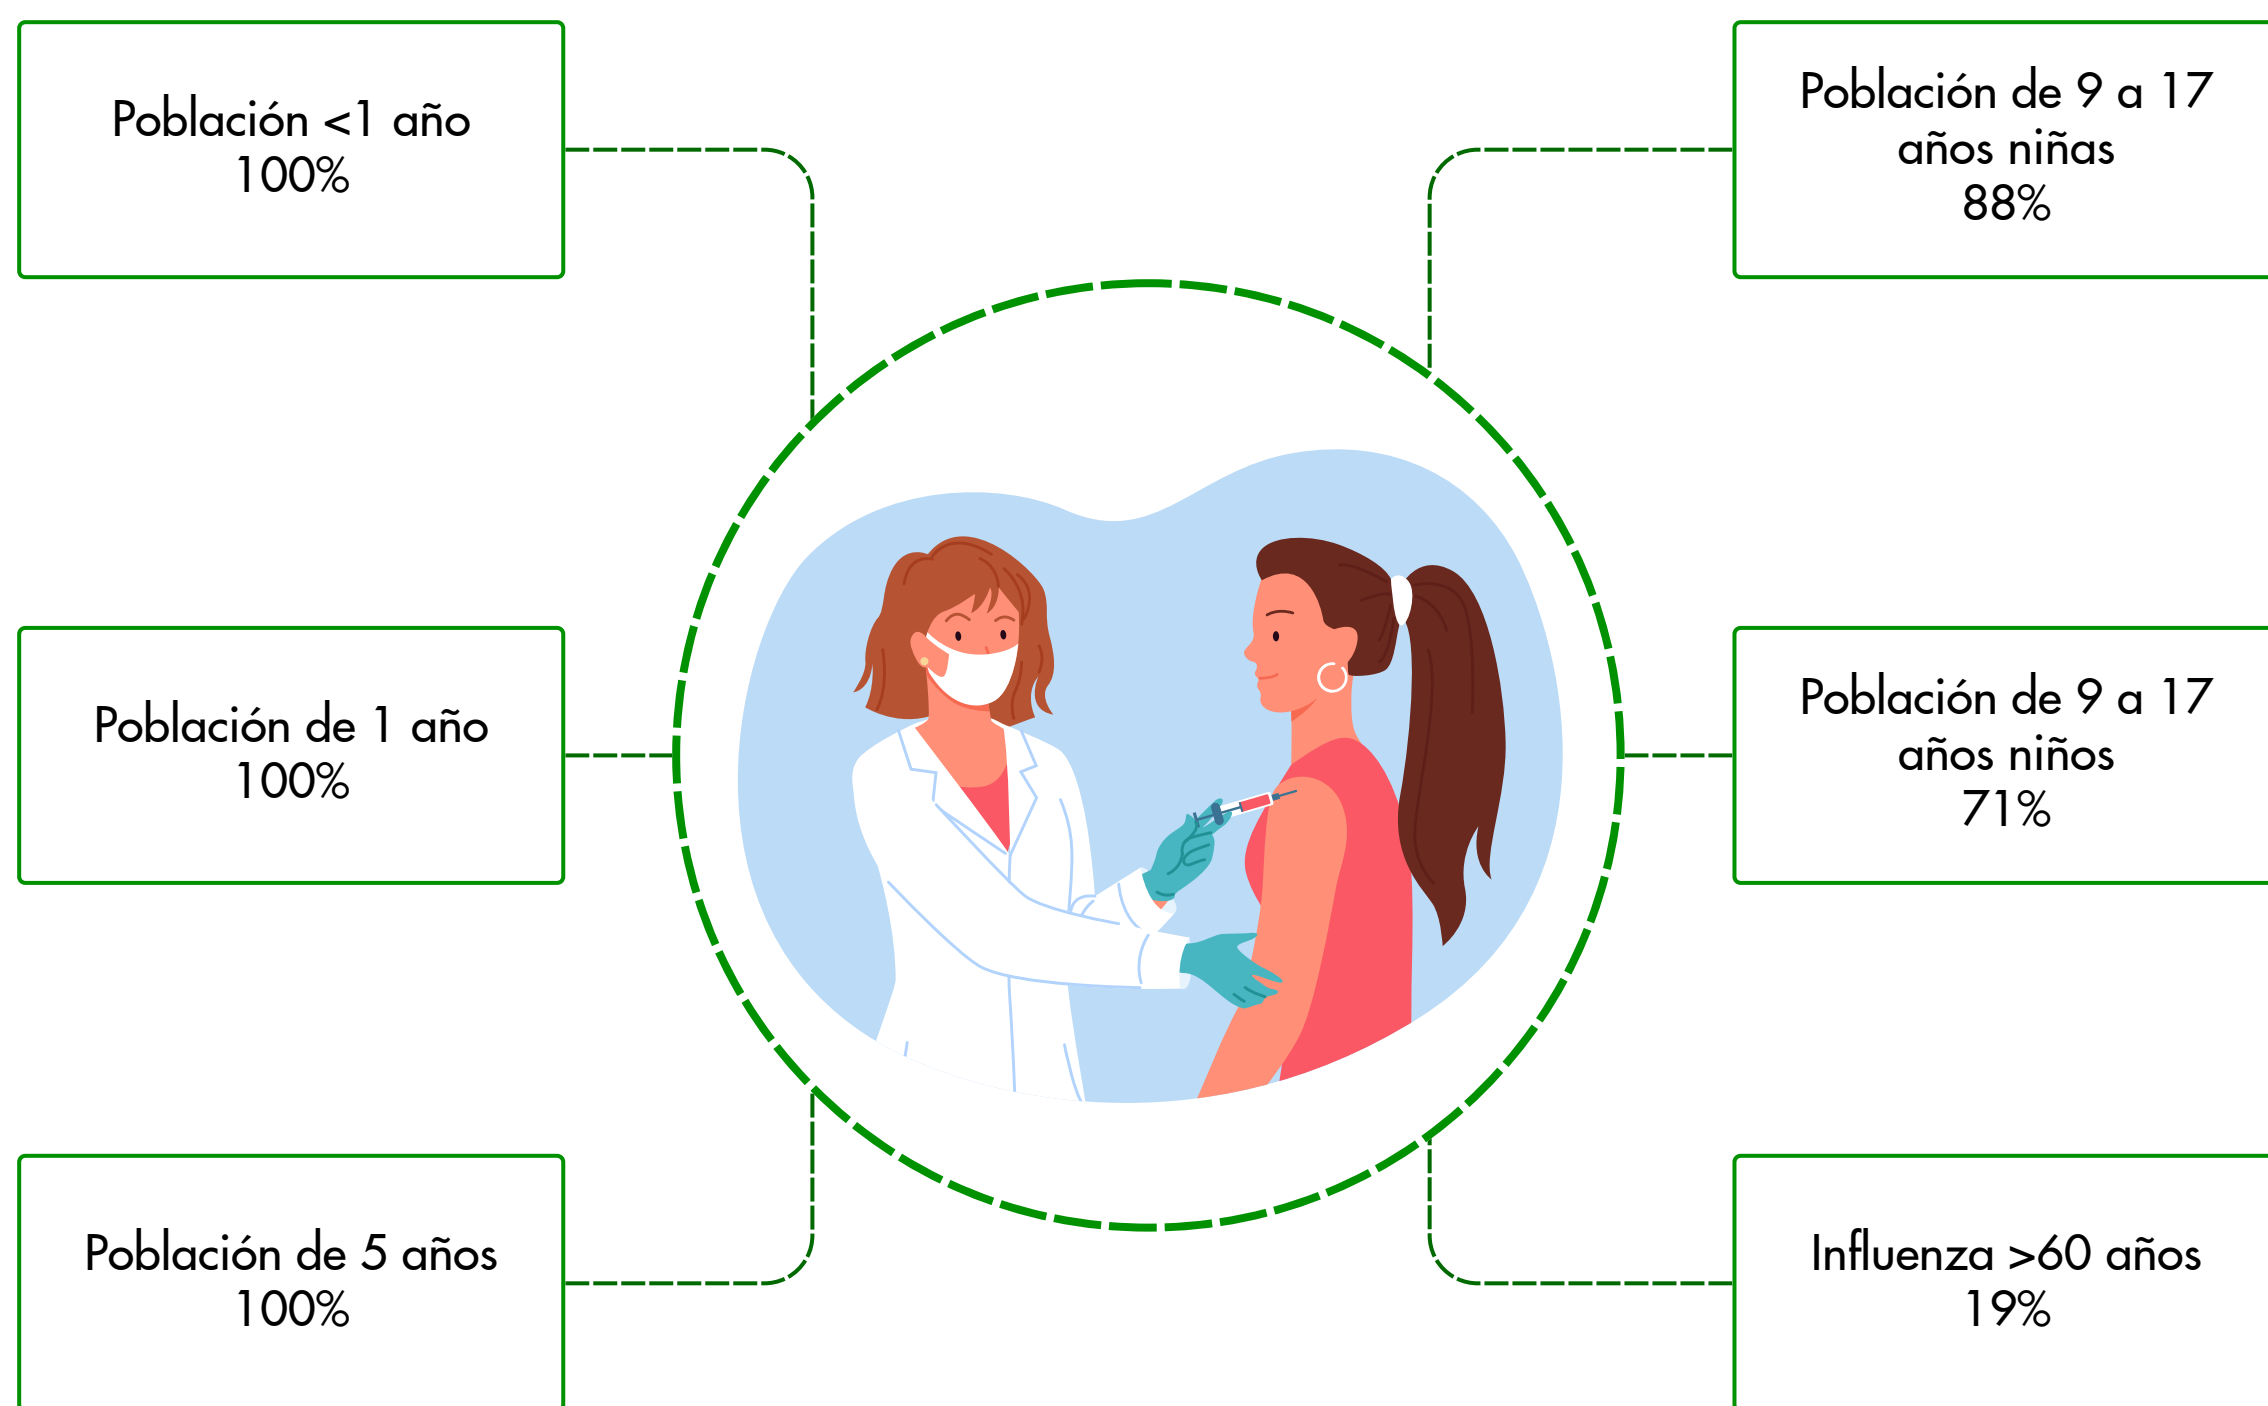 Población <1 año
100%
Población de 1 año
100%
Población de 5 años
100%
Población de 9 a 17
años niñas
88%
Población de 9 a 17
años niños
71%
Influenza >60 años
19%